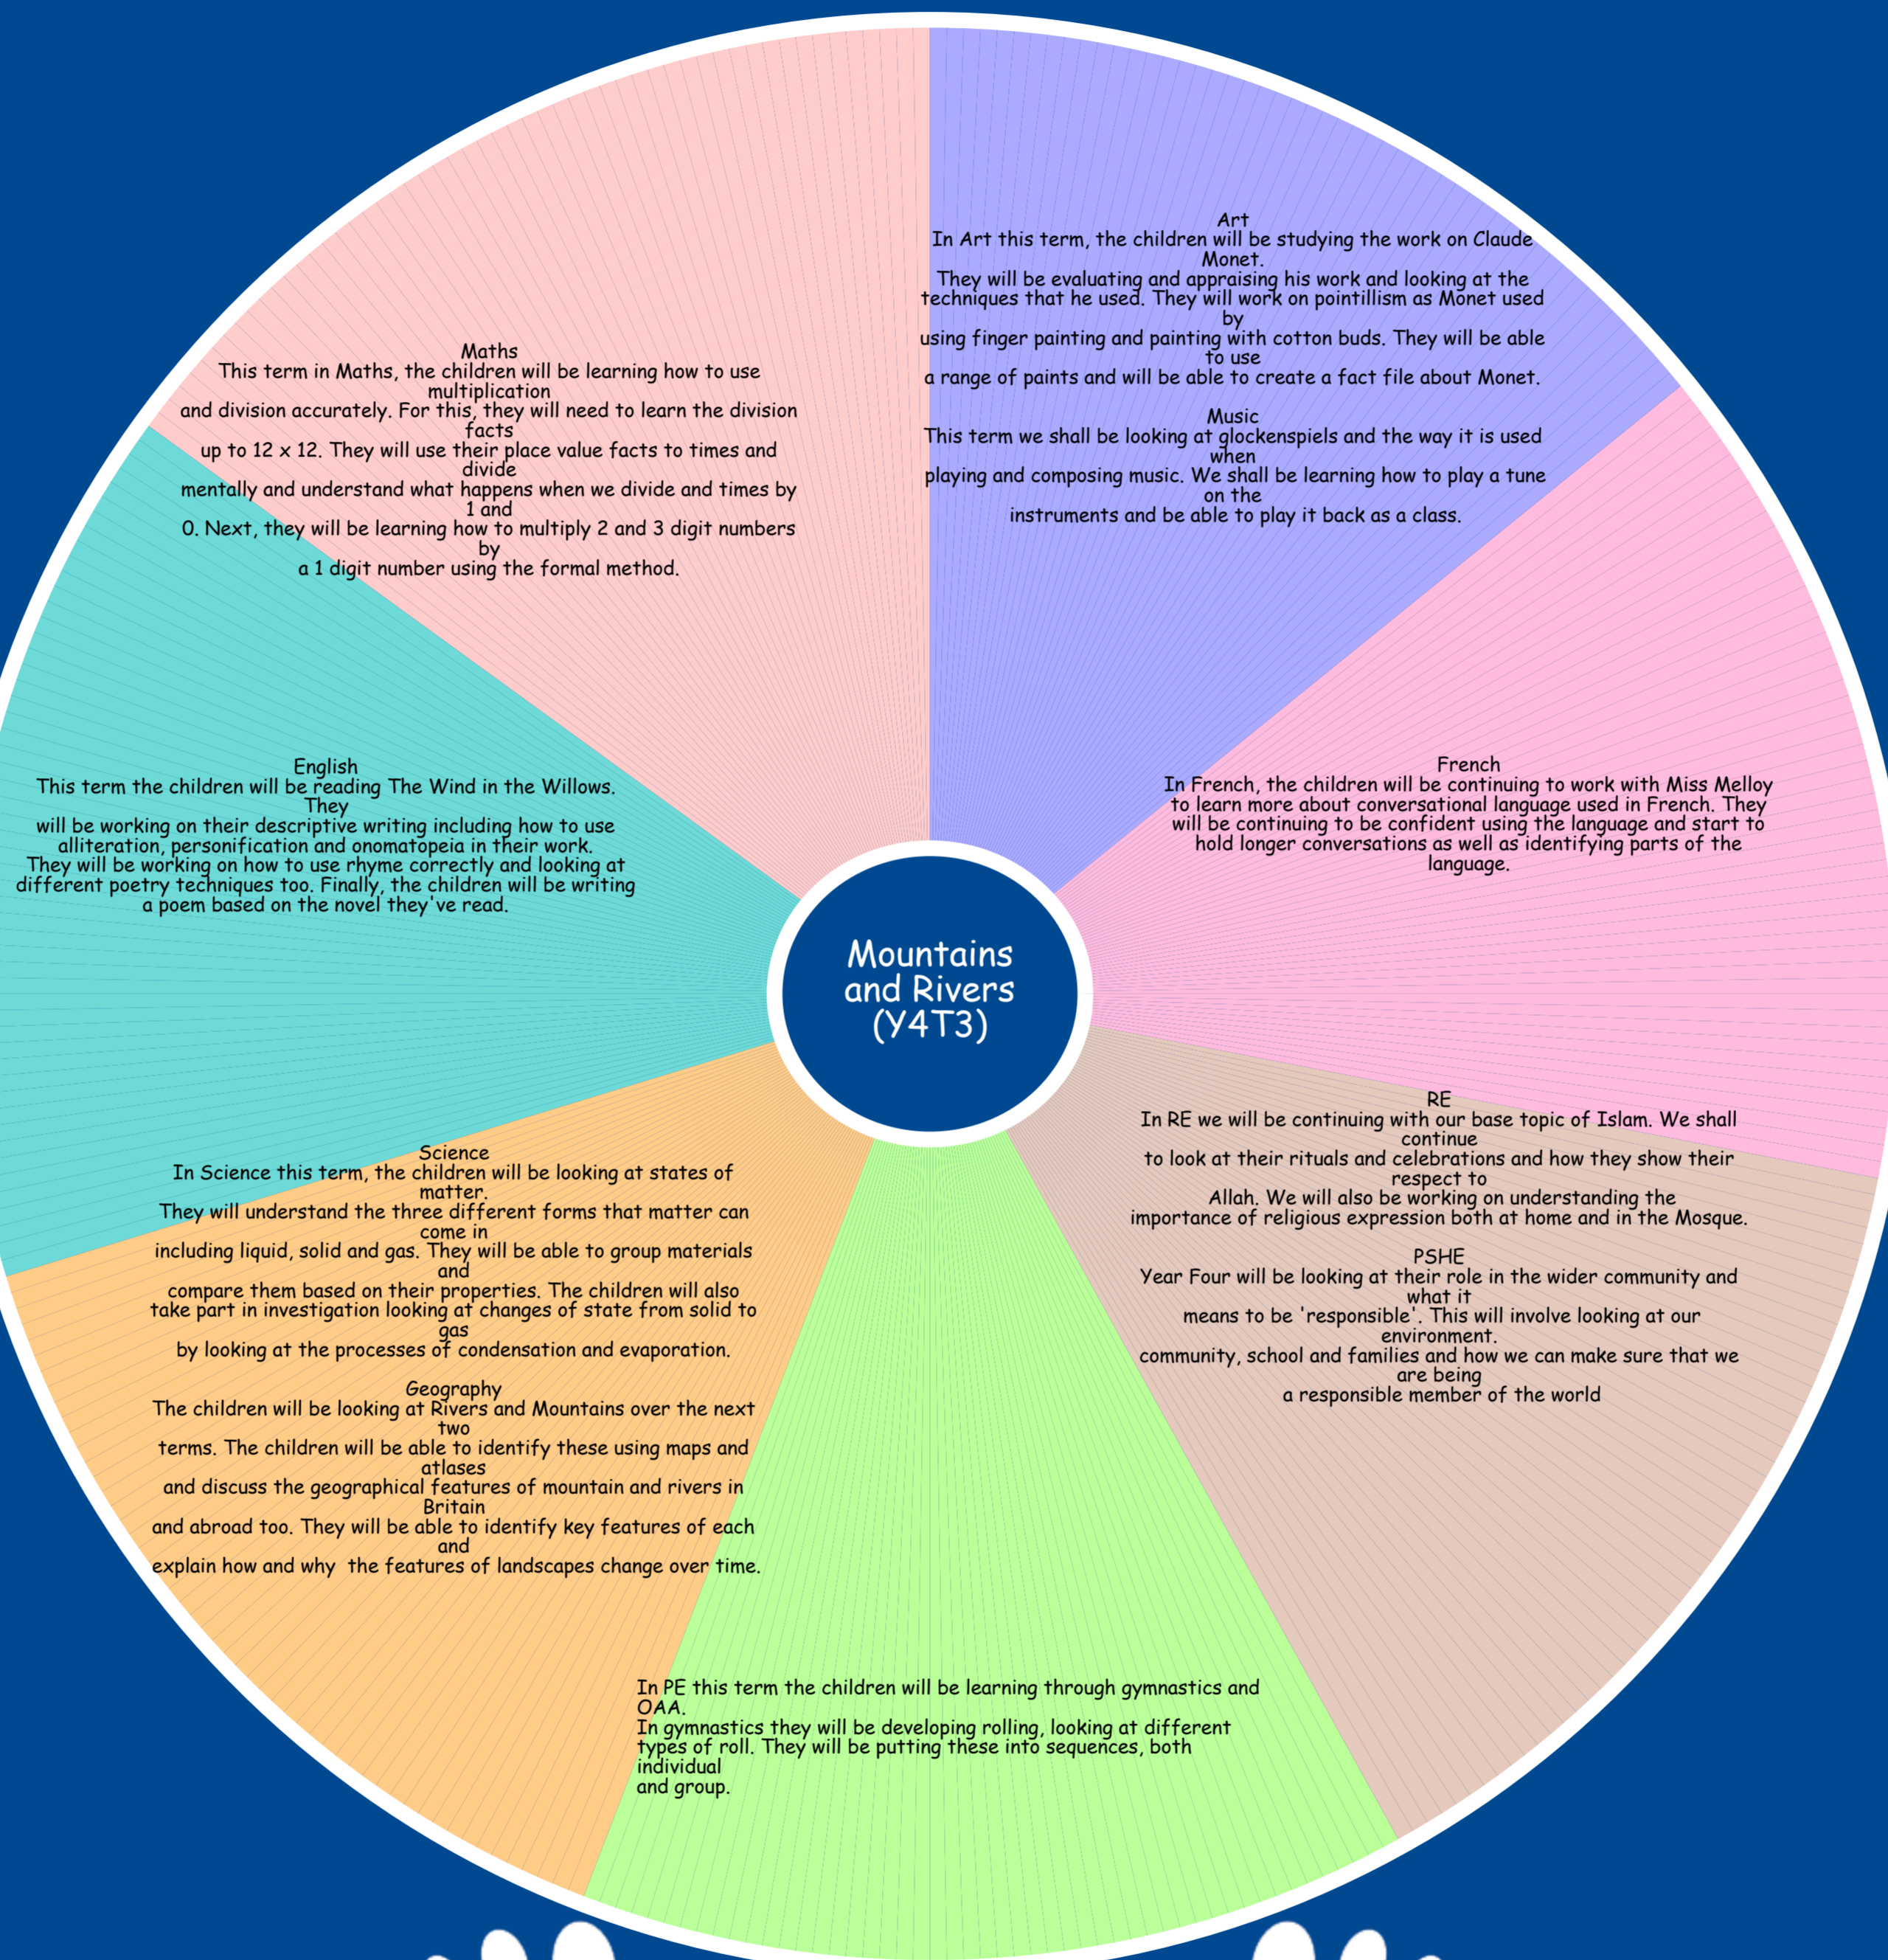 Art
In Art this term, the children will be studying the work on Claude
Monet.
They will be evaluating and appraising his work and looking at the
techniques that he used. They will work on pointillism as Monet used
by
using finger painting and painting with cotton buds. They will be able
to use
a range of paints and will be able to create a fact file about Monet.
Music
This term we shall be looking at glockenspiels and the way it is used
when
playing and composing music. We shall be learning how to play a tune
on the
instruments and be able to play it back as a class.
Maths
This term in Maths, the children will be learning how to use
multiplication
and division accurately. For this, they will need to learn the division
facts
up to 12 x 12. They will use their place value facts to times and
divide
mentally and understand what happens when we divide and times by
1 and
0. Next, they will be learning how to multiply 2 and 3 digit numbers
by
a 1 digit number using the formal method.
French
In French, the children will be continuing to work with Miss Melloy
to learn more about conversational language used in French. They
will be continuing to be confident using the language and start to
hold longer conversations as well as identifying parts of the
language.
English
This term the children will be reading The Wind in the Willows.
They
will be working on their descriptive writing including how to use
alliteration, personification and onomatopeia in their work.
They will be working on how to use rhyme correctly and looking at
different poetry techniques too. Finally, the children will be writing
a poem based on the novel they've read.
Mountains
and Rivers
(Y4T3)
RE
In RE we will be continuing with our base topic of Islam. We shall
continue
to look at their rituals and celebrations and how they show their
respect to
Allah. We will also be working on understanding the
importance of religious expression both at home and in the Mosque.
PSHE
Year Four will be looking at their role in the wider community and
what it
means to be 'responsible'. This will involve looking at our
environment.
community, school and families and how we can make sure that we
are being
a responsible member of the world
Science
In Science this term, the children will be looking at states of
matter.
They will understand the three different forms that matter can
come in
including liquid, solid and gas. They will be able to group materials
and
compare them based on their properties. The children will also
take part in investigation looking at changes of state from solid to
gas
by looking at the processes of condensation and evaporation.
Geography
The children will be looking at Rivers and Mountains over the next
two
terms. The children will be able to identify these using maps and
atlases
and discuss the geographical features of mountain and rivers in
Britain
and abroad too. They will be able to identify key features of each
and
explain how and why  the features of landscapes change over time.
In PE this term the children will be learning through gymnastics and
OAA.
In gymnastics they will be developing rolling, looking at different
types of roll. They will be putting these into sequences, both
individual
and group.